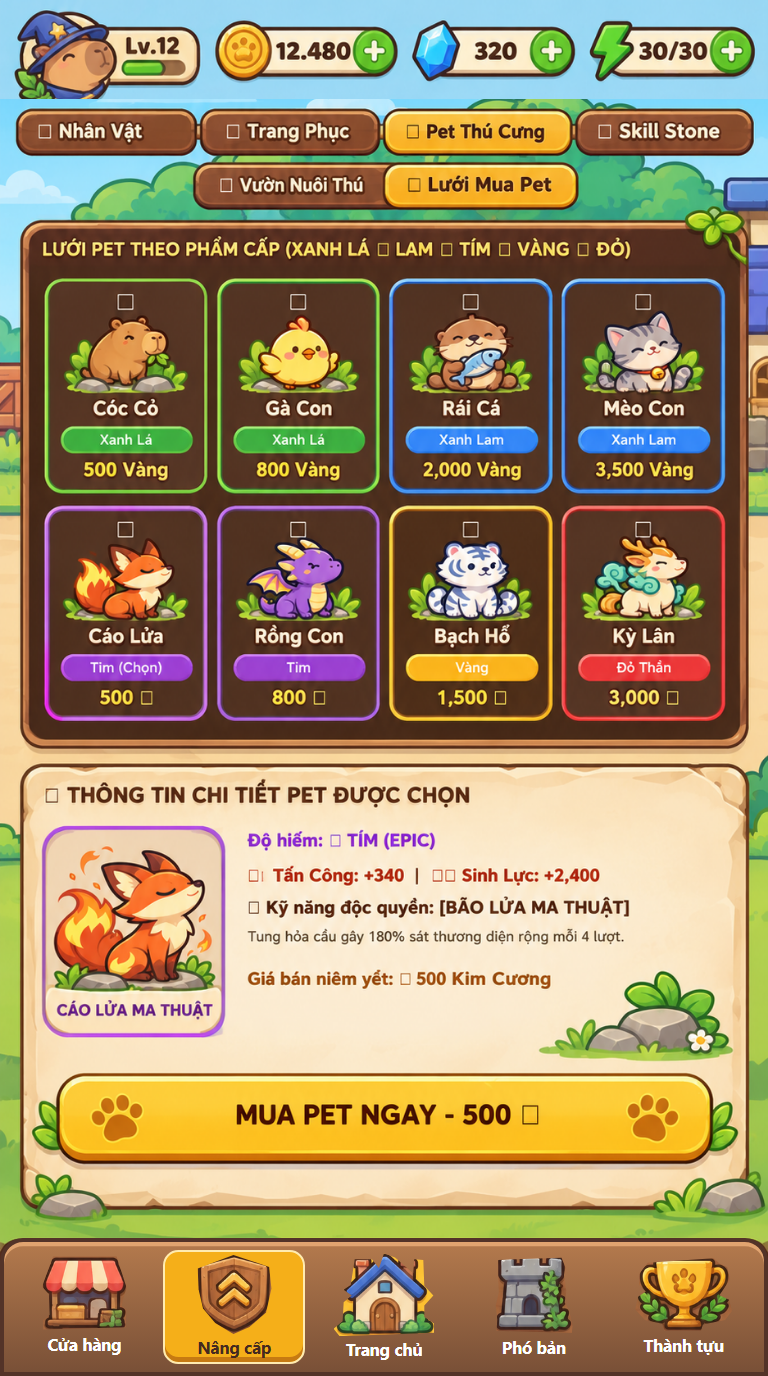 Lv.12 12.480 320 30/30
Nhân Vật Trang Phục Pet Thú Cưng Skill Stone
Vườn Nuôi Thú Lưới Mua Pet
LƯỚI PET THEO PHẨM CẤP (XANH LÁ □ LAM □ TÍM □ VÀNG □ ĐỎ)
Cóc Cỏ Gà Con Rái Cá Mèo Con
Xanh Lá Xanh Lá Xanh Lam Xanh Lam
500 Vàng 800 Vàng 2,000 Vàng 3,500 Vàng
Cáo Lửa Rồng Con Bạch Hổ Kỳ Lân
Tìm (Chọn) Tim Vàng Đỏ Thần
500 □ 800 □ 1,500 □ 3,000 □
□ THÔNG TIN CHI TIẾT PET ĐƯỢC CHỌN
Độ hiếm: □ TÍM (EPIC)
□ Tấn Công: +340 | □□ Sinh Lực: +2,400
□ Kỹ năng độc quyền: [BÃO LỬA MA THUẬT]
Tung hỏa cầu gây 180% sát thương diện rộng mỗi 4 lượt.
Giá bán niêm yết: □ 500 Kim Cương
CÁO LỬA MA THUẬT
MUA PET NGAY - 500 □
Cửa hàng Nâng cấp Trang chủ Phó bản Thành tựu